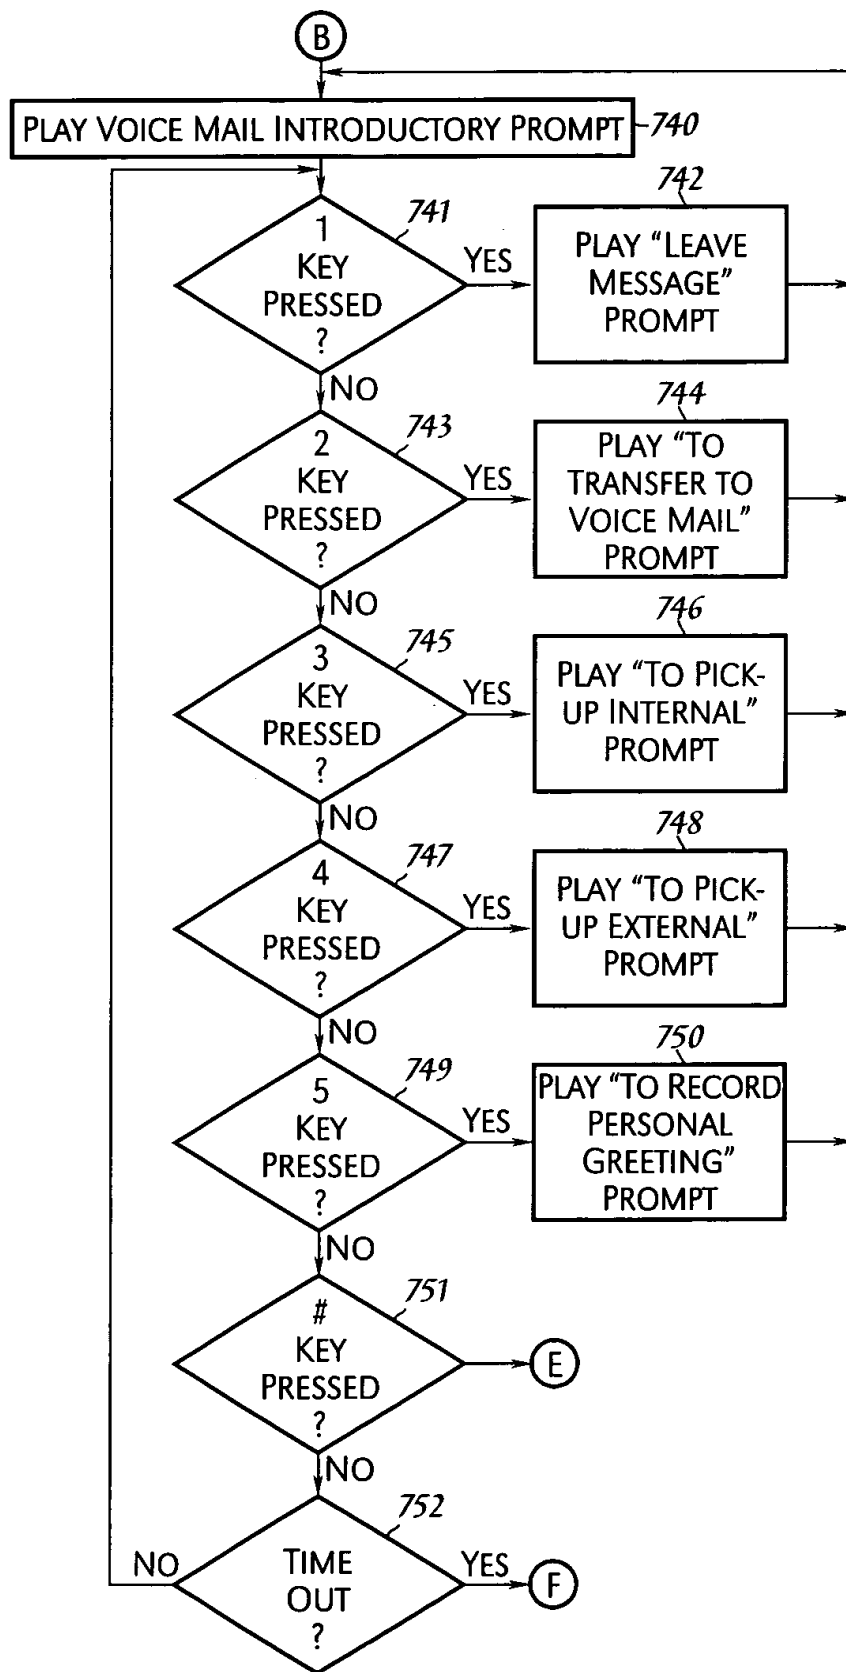 B
PLAY VOICE MAIL INTRODUCTORY PROMPT 740
741
1
KEY
PRESSED
?
YES
NO
742
PLAY “LEAVE
MESSAGE”
PROMPT
743
2
KEY
PRESSED
?
YES
NO
744
PLAY “TO
TRANSFER TO
VOICE MAIL”
PROMPT
745
3
KEY
PRESSED
?
YES
NO
746
PLAY “TO PICK-
UP INTERNAL”
PROMPT
747
4
KEY
PRESSED
?
YES
NO
748
PLAY “TO PICK-
UP EXTERNAL”
PROMPT
749
5
KEY
PRESSED
?
YES
NO
750
PLAY “TO RECORD
PERSONAL
GREETING”
PROMPT
751
#
KEY
PRESSED
?
E
NO
752
NO
TIME
OUT
?
YES
F